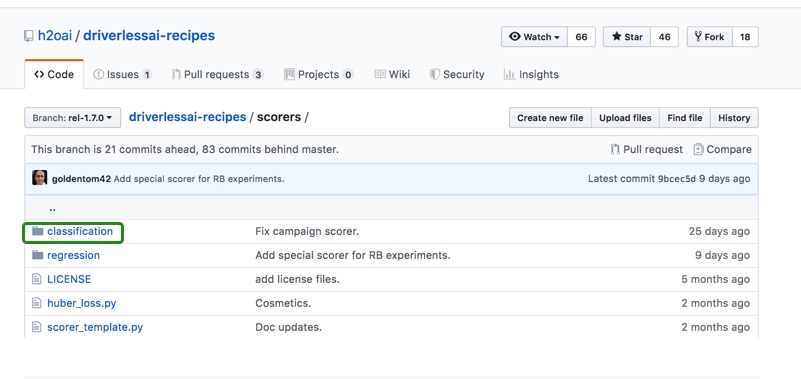 h2oai / driverlessai-recipes
Watch 66 Star 46 Fork 18
Code Issues 1 Pull requests 3 Projects 0 Wiki Security Insights
Branch: rel-1.7.0 driverlessai-recipes / scorers / Create new file Upload files Find file History
This branch is 21 commits ahead, 83 commits behind master. Pull request Compare
goldentom42 Add special scorer for RB experiments. Latest commit 9bcec5d 9 days ago
..
classification Fix campaign scorer. 25 days ago
regression Add special scorer for RB experiments. 9 days ago
LICENSE add license files. 5 months ago
huber_loss.py Cosmetics. 2 months ago
scorer_template.py Doc updates. 2 months ago